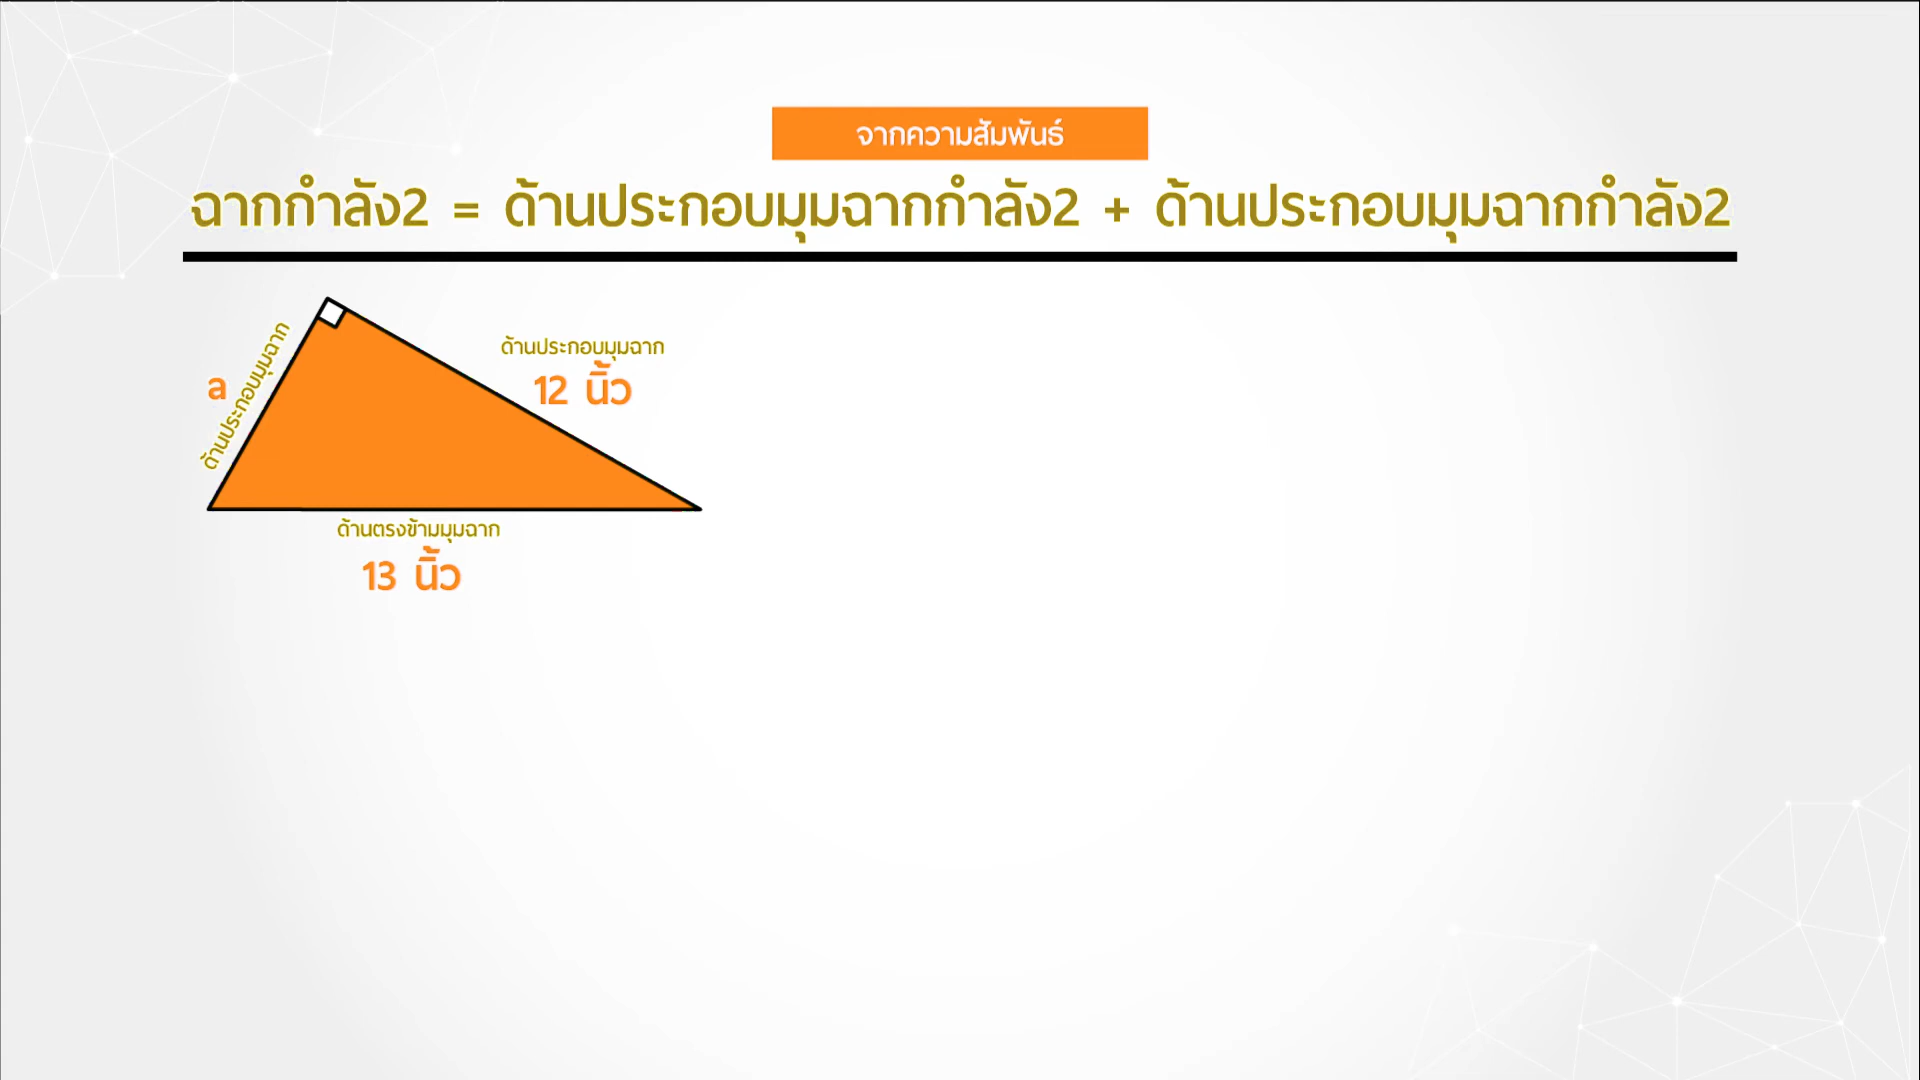 จากความสัมพันธ์
ฉากกำลัง2 = ด้านประกอบมุมฉากกำลัง2 + ด้านประกอบมุมฉากกำลัง2
ด้านประกอบมุมฉาก
a
ด้านประกอบมุมฉาก
12 นิ้ว
ด้านตรงข้ามมุมฉาก
13 นิ้ว